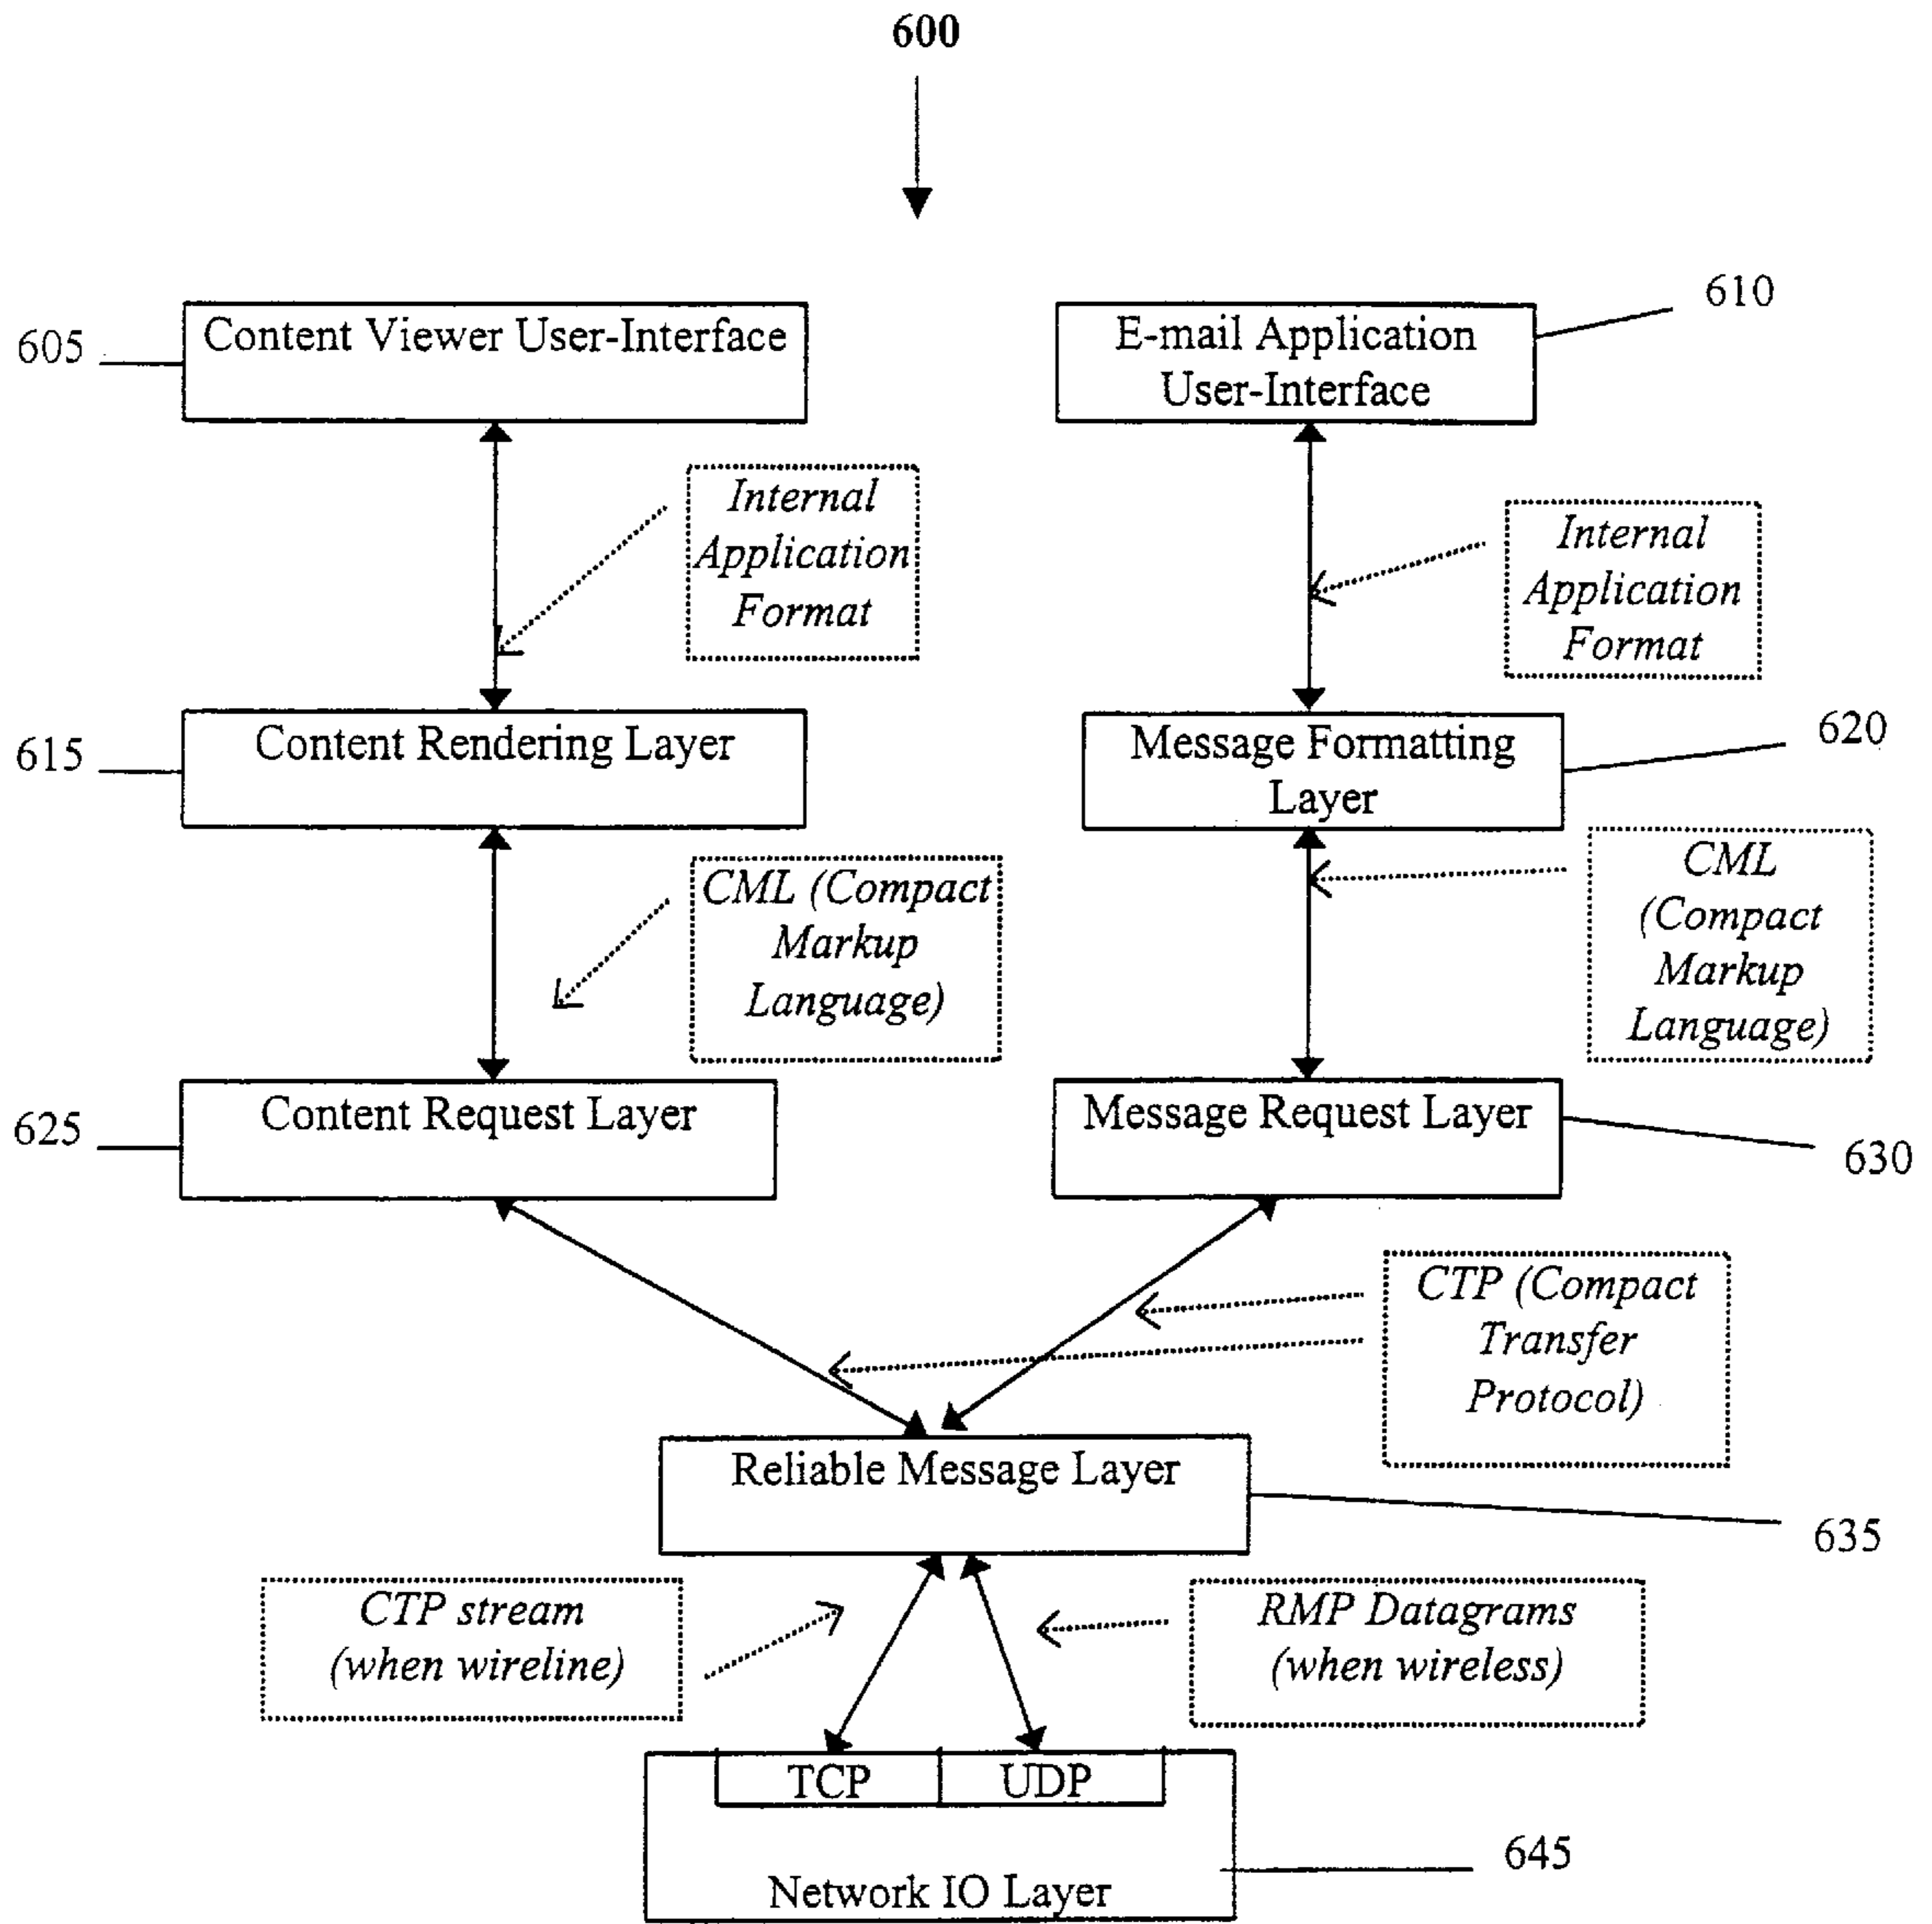 600
610
Content Viewer User-Interface
605
E-mail Application
User-Interface
Internal
Application
Format
Internal
Application
Format
615
Content Rendering Layer
Message Formatting
Layer
620
CML (Compact
Markup
Language)
CML
(Compact
Markup
Language)
625
Content Request Layer
Message Request Layer
630
CTP (Compact
Transfer
Protocol)
Reliable Message Layer
635
CTP stream
(when wireline)
RMP Datagrams
(when wireless)
TCP
UDP
645
Network IO Layer